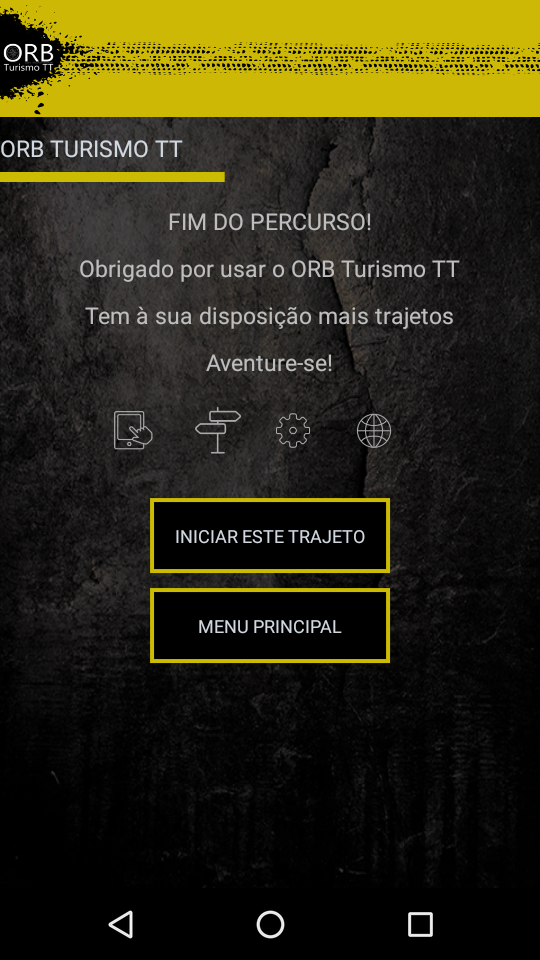 ORB
Turismo TT
ORB TURISMO TT
FIM DO PERCURSO!
Obrigado por usar o ORB Turismo TT
Tem à sua disposição mais trajetos
Aventure-se!
INICIAR ESTE TRAJETO
MENU PRINCIPAL